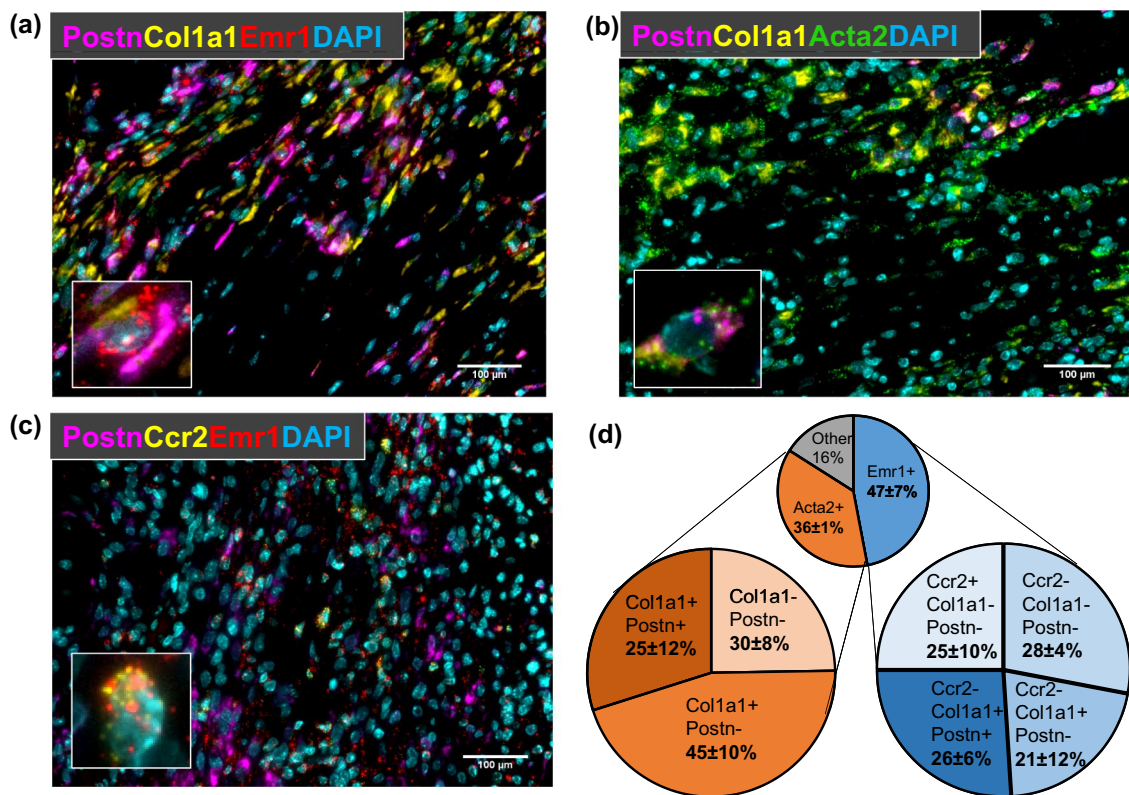 (a)
PostnCol1a1Emr1DAPI
100 µm
(b)
PostnCol1a1Acta2DAPI
100 µm
(c)
PostnCcr2Emr1DAPI
100 µm
(d)
Other
16%
Emr1+
47±7%
Acta2+
36±1%
Col1a1+
Postn+
25±12%
Col1a1-
Postn-
30±8%
Col1a1+
Postn-
45±10%
Ccr2+
Col1a1-
Postn-
25±10%
Ccr2-
Col1a1-
Postn-
28±4%
Ccr2-
Col1a1+
Postn+
26±6%
Ccr2-
Col1a1+
Postn-
21±12%